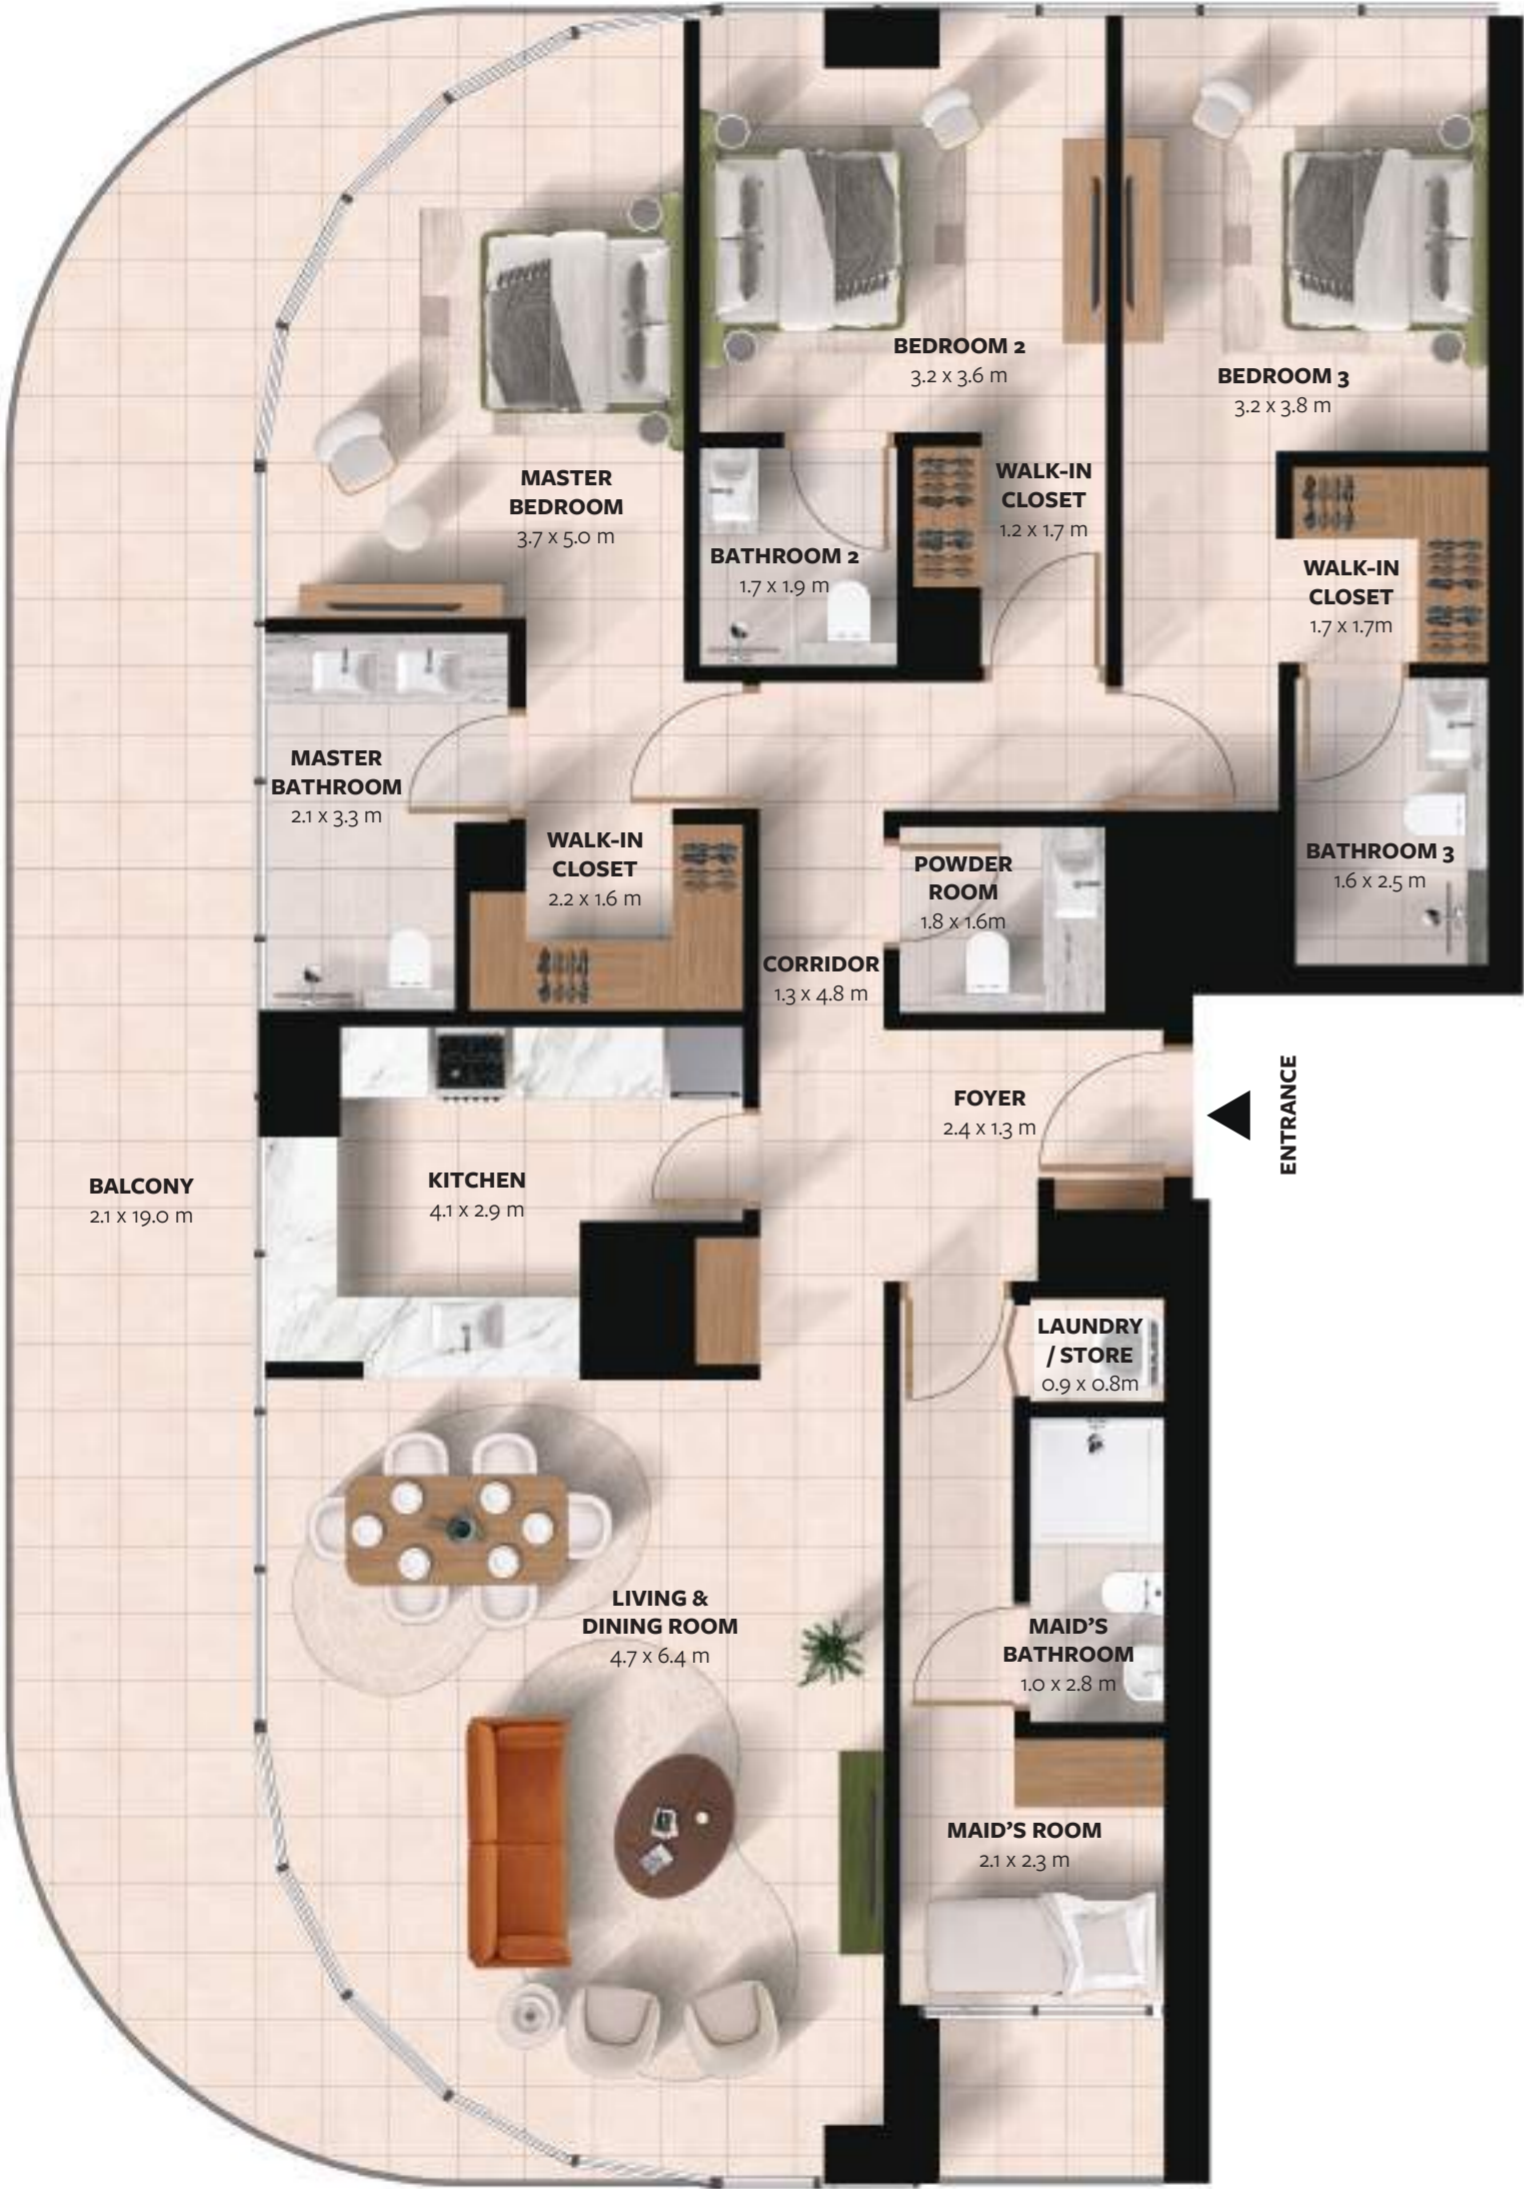 BEDROOM 2
3.2 x 3.6 m
BEDROOM 3
3.2 x 3.8 m
MASTER
BEDROOM
3.7 x 5.0 m
WALK-IN
CLOSET
1.2 x 1.7 m
BATHROOM 2
1.7 x 1.9 m
WALK-IN
CLOSET
1.7 x 1.7m
MASTER
BATHROOM
2.1 x 3.3 m
WALK-IN
CLOSET
2.2 x 1.6 m
POWDER
ROOM
1.8 x 1.6m
BATHROOM 3
1.6 x 2.5 m
CORRIDOR
1.3 x 4.8 m
FOYER
2.4 x 1.3 m
ENTRANCE
BALCONY
2.1 x 19.0 m
KITCHEN
4.1 x 2.9 m
LAUNDRY
/ STORE
0.9 x 0.8m
LIVING &
DINING ROOM
4.7 x 6.4 m
MAID'S
BATHROOM
1.0 x 2.8 m
MAID'S ROOM
2.1 x 2.3 m